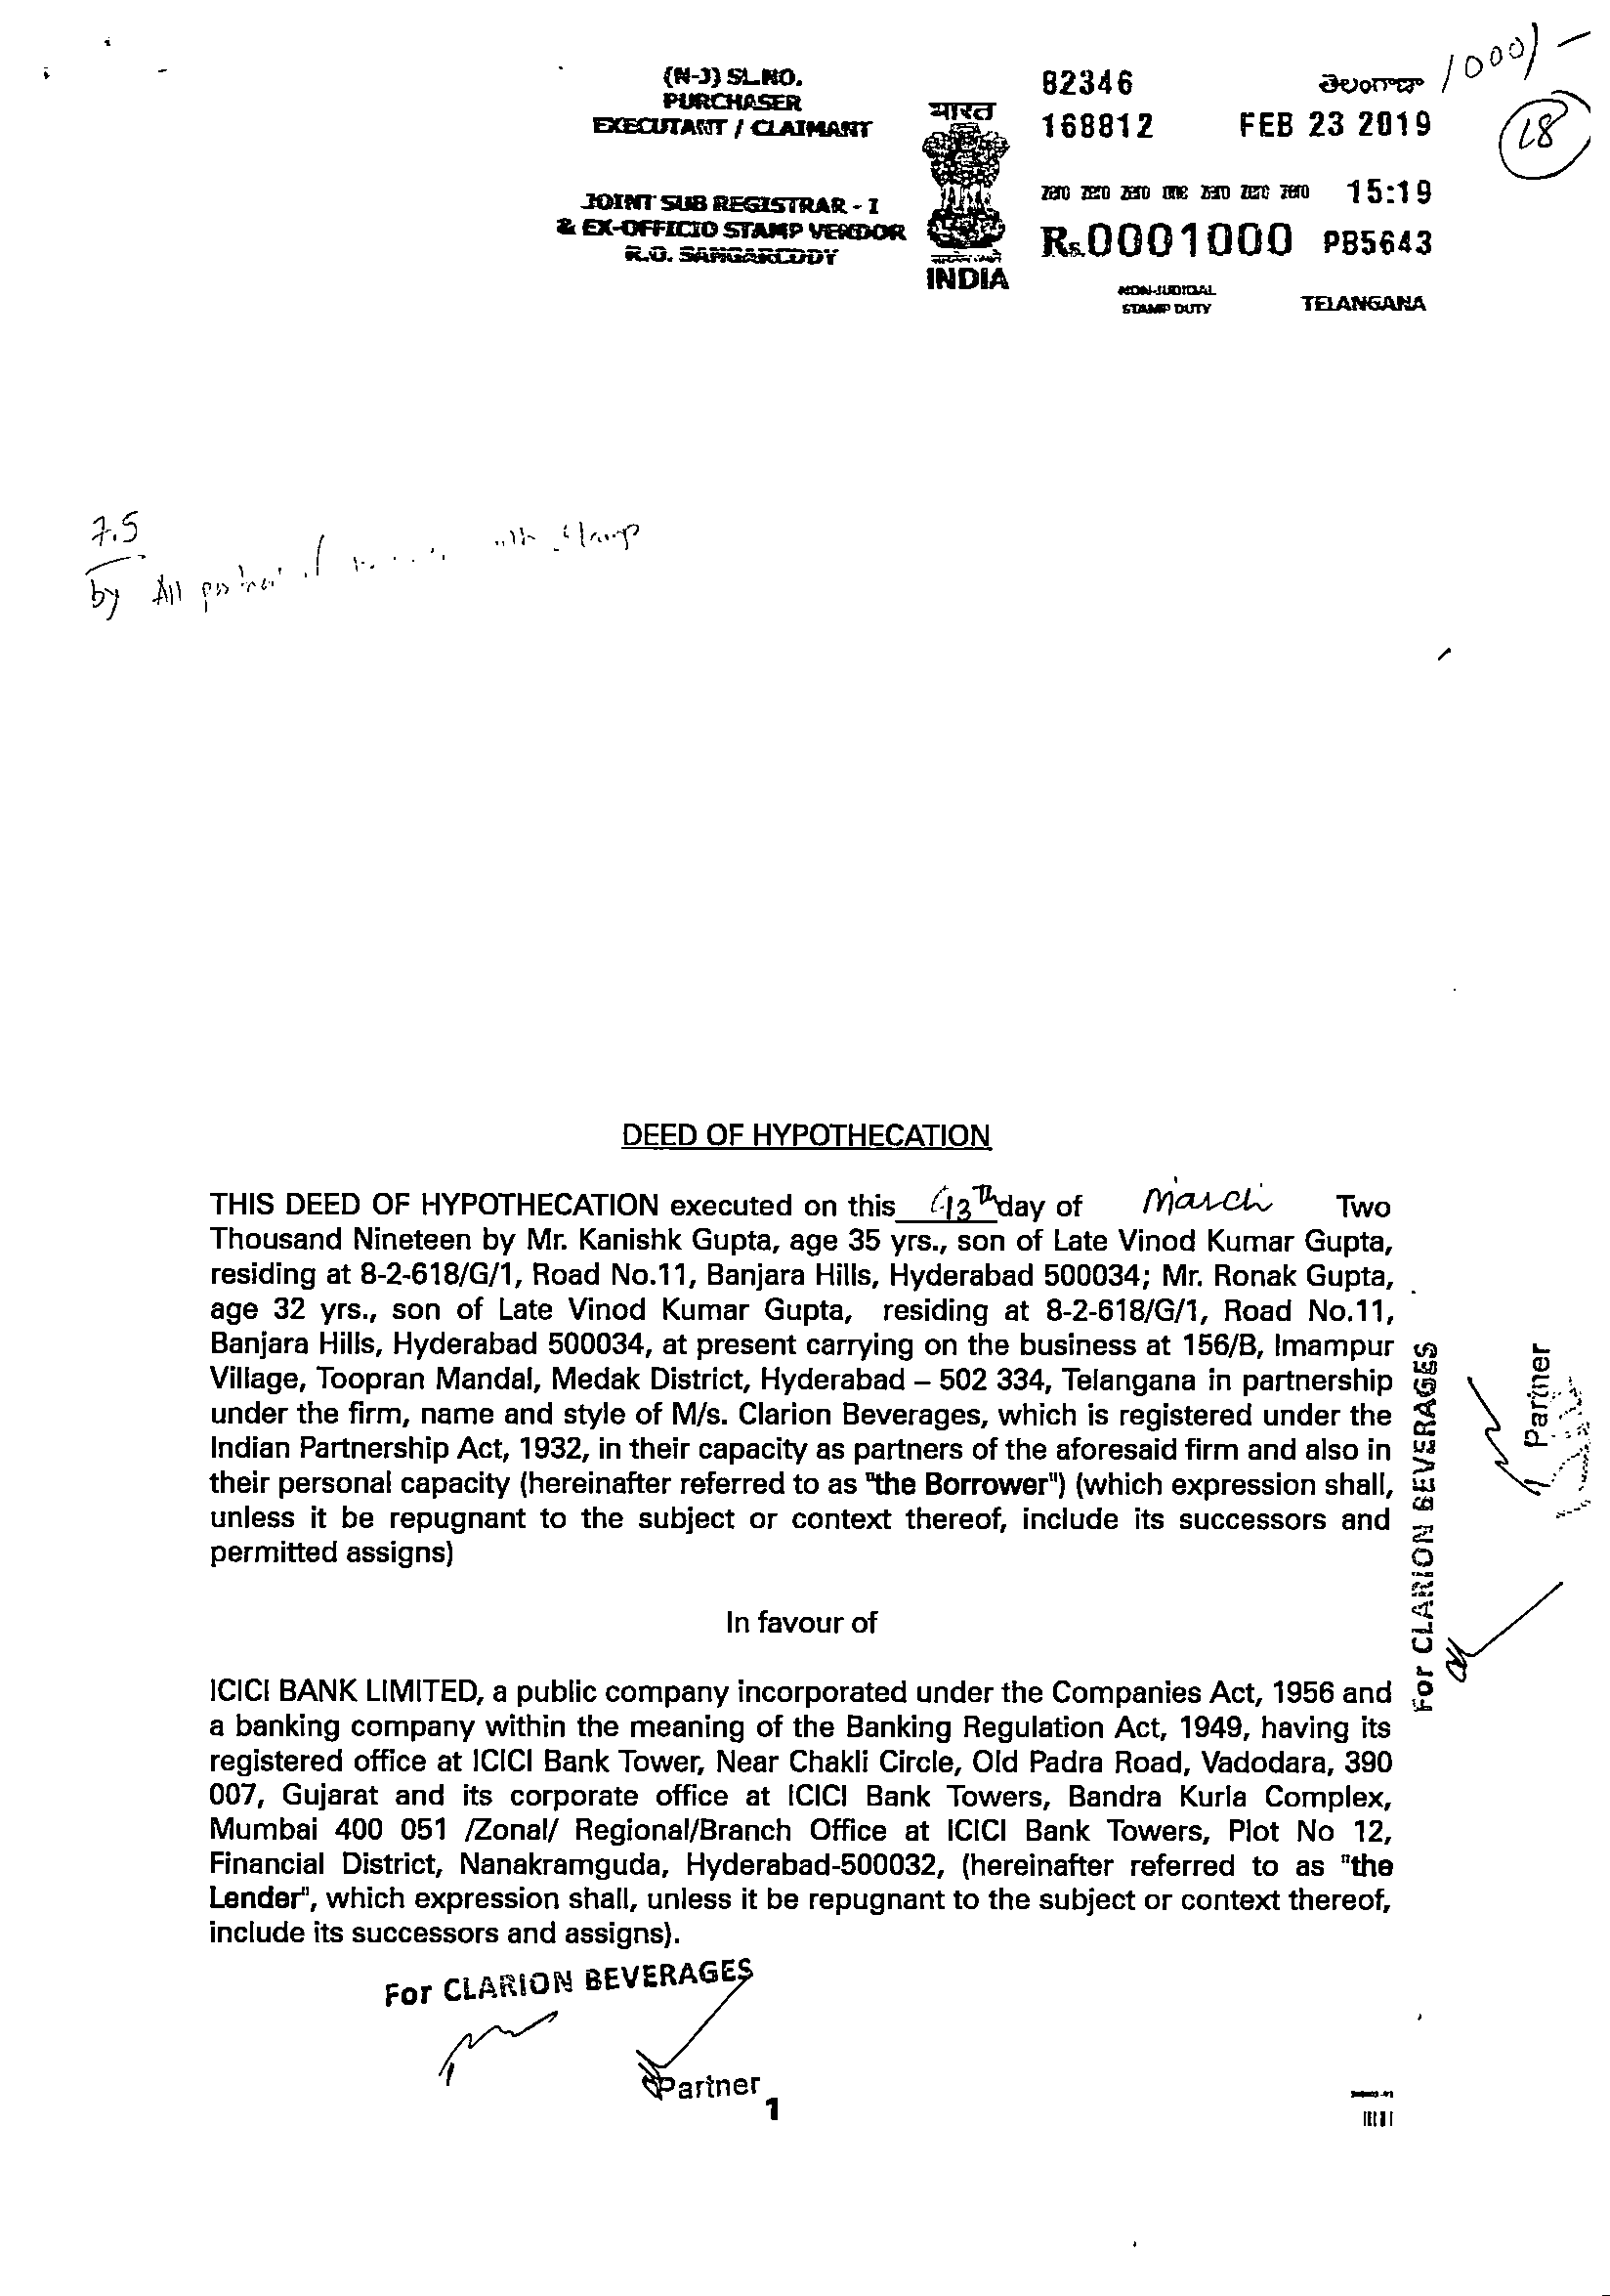 1000/-
18
(N-J) SL.NO.
PURCHASER
EXECUTANT / CLAIMANT
JOINT SUB REGISTRAR - I
& EX-OFFICIO STAMP VENDOR
R.O. SANGAREDDY
भारत
सत्यमेव जयते
INDIA
82346 తెలంగాణ
168812 FEB 23 2019
ZERO ZERO ZERO ONE ZERO ZERO ZERO 15:19
Rs.0001000 PB5643
NON-JUDICIAL
STAMP DUTY
TELANGANA
7.5
by All
DEED OF HYPOTHECATION
THIS DEED OF HYPOTHECATION executed on this 13Th day of March Two
Thousand Nineteen by Mr. Kanishk Gupta, age 35 yrs., son of Late Vinod Kumar Gupta,
residing at 8-2-618/G/1, Road No.11, Banjara Hills, Hyderabad 500034; Mr. Ronak Gupta,
age 32 yrs., son of Late Vinod Kumar Gupta, residing at 8-2-618/G/1, Road No.11,
Banjara Hills, Hyderabad 500034, at present carrying on the business at 156/B, Imampur
Village, Toopran Mandal, Medak District, Hyderabad – 502 334, Telangana in partnership
under the firm, name and style of M/s. Clarion Beverages, which is registered under the
Indian Partnership Act, 1932, in their capacity as partners of the aforesaid firm and also in
their personal capacity (hereinafter referred to as "the Borrower") (which expression shall,
unless it be repugnant to the subject or context thereof, include its successors and
permitted assigns)
In favour of
ICICI BANK LIMITED, a public company incorporated under the Companies Act, 1956 and
a banking company within the meaning of the Banking Regulation Act, 1949, having its
registered office at ICICI Bank Tower, Near Chakli Circle, Old Padra Road, Vadodara, 390
007, Gujarat and its corporate office at ICICI Bank Towers, Bandra Kurla Complex,
Mumbai 400 051 /Zonal/ Regional/Branch Office at ICICI Bank Towers, Plot No 12,
Financial District, Nanakramguda, Hyderabad-500032, (hereinafter referred to as "the
Lender", which expression shall, unless it be repugnant to the subject or context thereof,
include its successors and assigns).
For CLARION BEVERAGES
Partner
For CLARION BEVERAGES
Partner
1